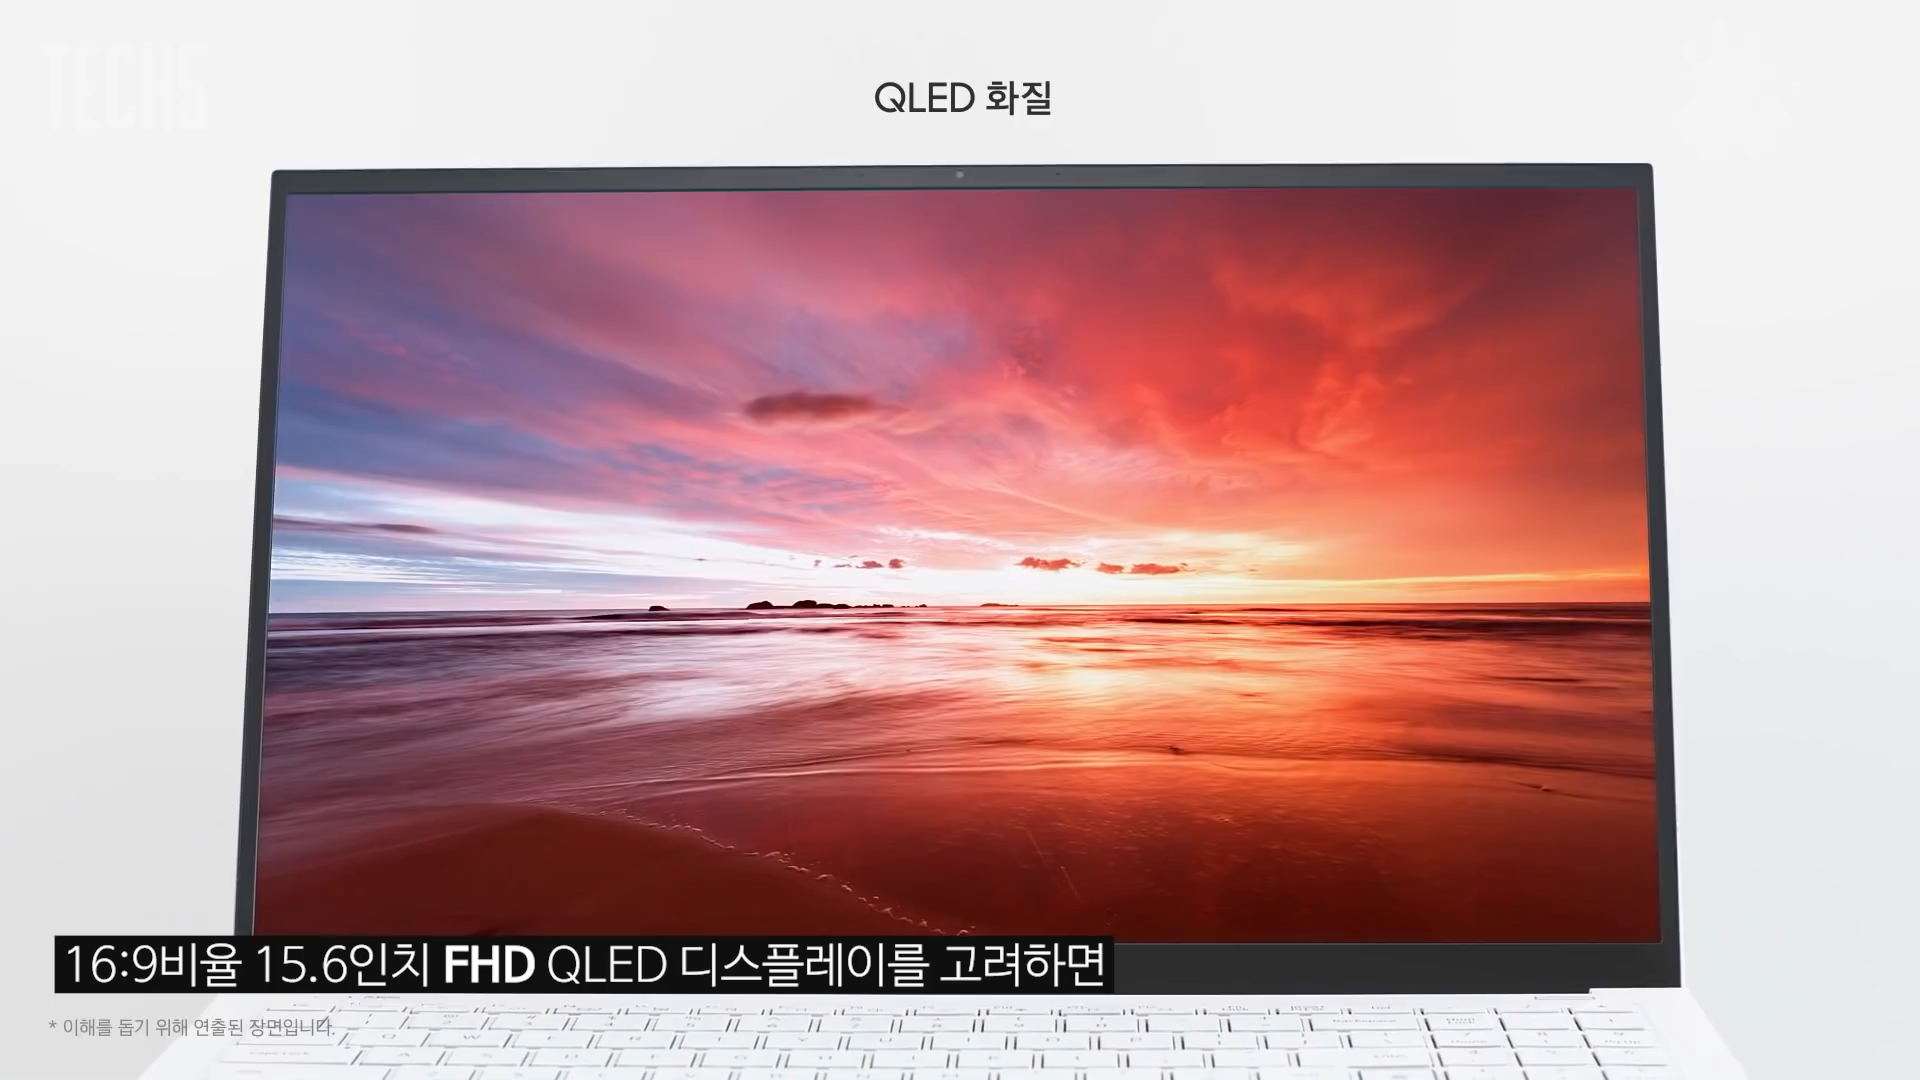 TECH5
QLED 화질
16:9비율 15.6인치 FHD QLED 디스플레이를 고려하면
* 이해를 돕기 위해 연출된 장면입니다.